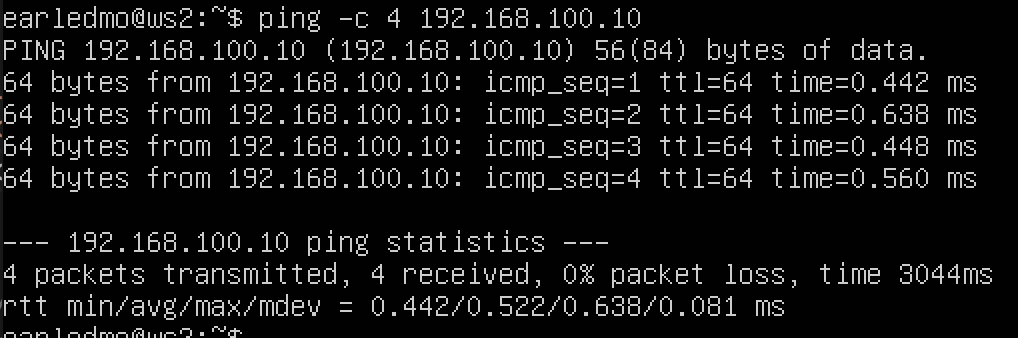 earledmo@ws2:~$ ping -c 4 192.168.100.10
PING 192.168.100.10 (192.168.100.10) 56(84) bytes of data.
64 bytes from 192.168.100.10: icmp_seq=1 ttl=64 time=0.442 ms
64 bytes from 192.168.100.10: icmp_seq=2 ttl=64 time=0.638 ms
64 bytes from 192.168.100.10: icmp_seq=3 ttl=64 time=0.448 ms
64 bytes from 192.168.100.10: icmp_seq=4 ttl=64 time=0.560 ms

--- 192.168.100.10 ping statistics ---
4 packets transmitted, 4 received, 0% packet loss, time 3044ms
rtt min/avg/max/mdev = 0.442/0.522/0.638/0.081 ms
earledmo@ws2:~$